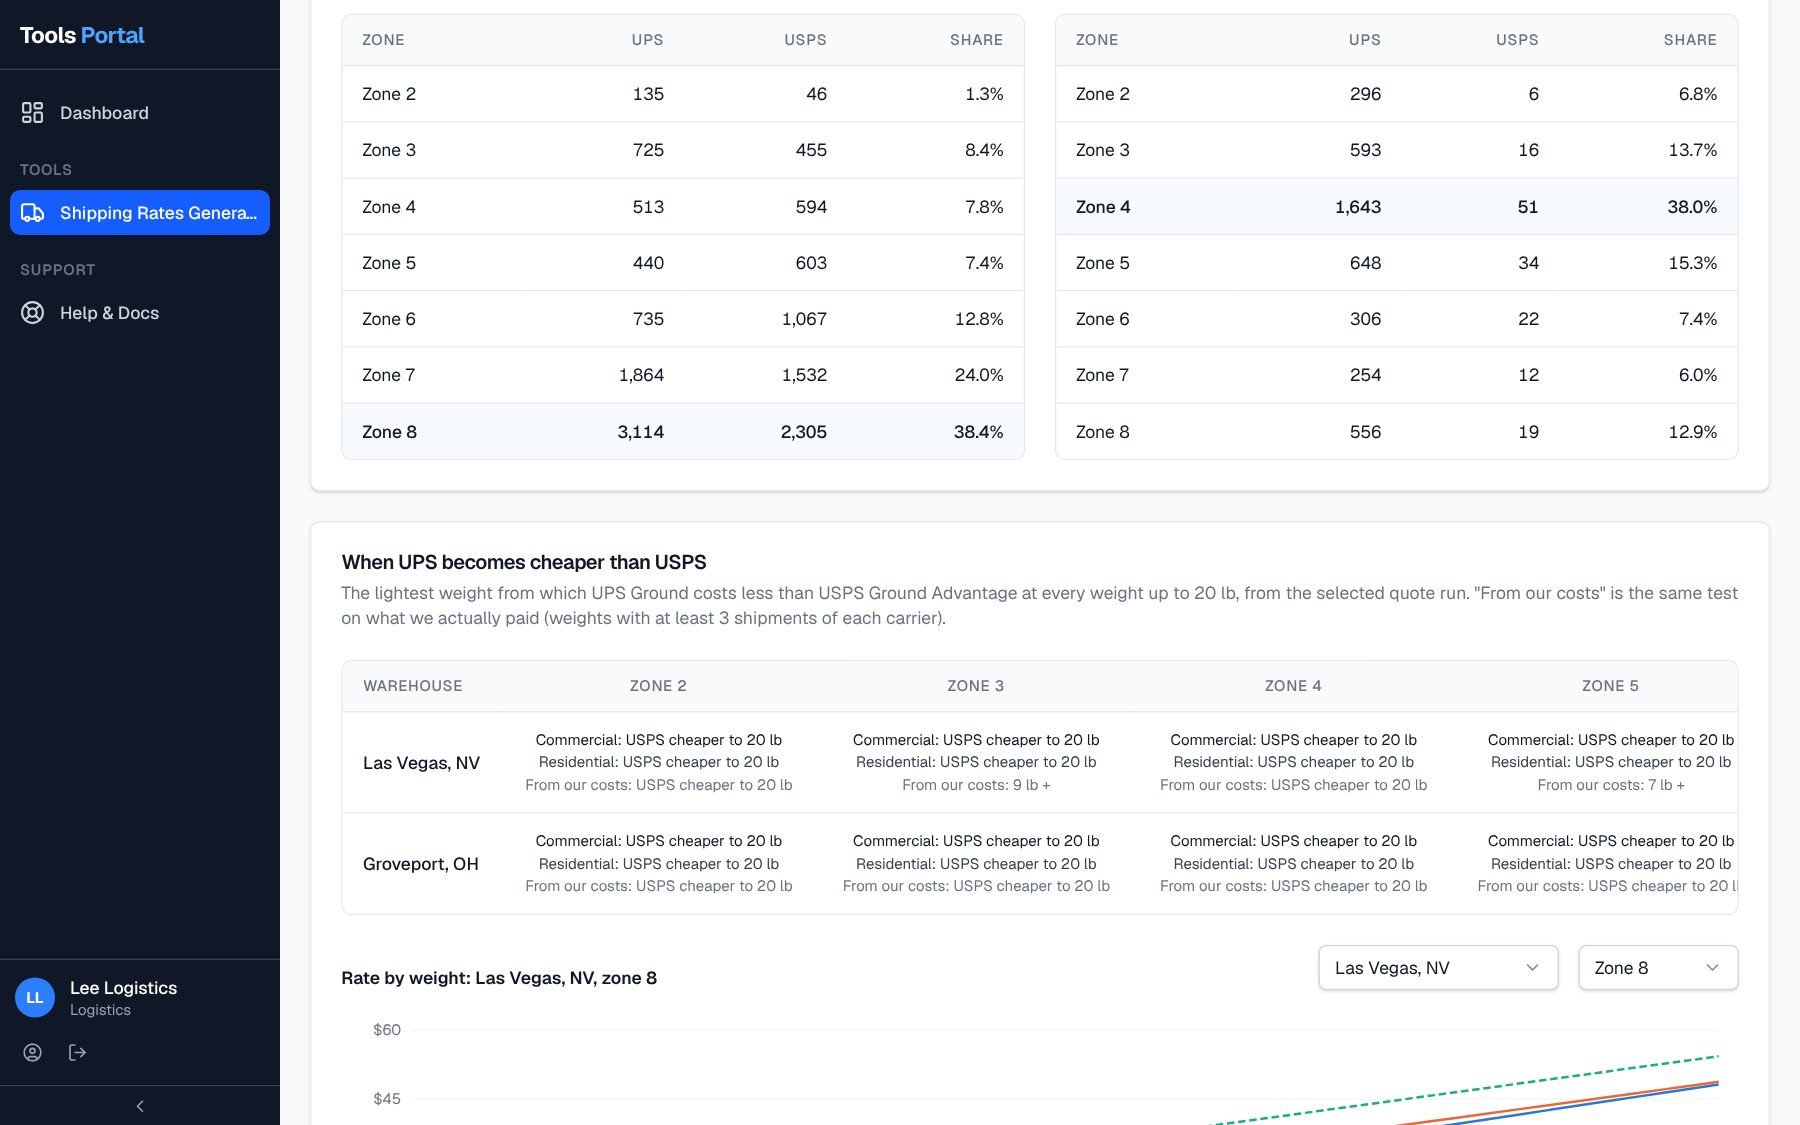 Tools Portal
Dashboard
TOOLS
Shipping Rates Genera...
SUPPORT
Help & Docs
Lee Logistics
LL
Logistics
ZONE UPS USPS SHARE
Zone 2 135 46 1.3%
Zone 3 725 455 8.4%
Zone 4 513 594 7.8%
Zone 5 440 603 7.4%
Zone 6 735 1,067 12.8%
Zone 7 1,864 1,532 24.0%
Zone 8 3,114 2,305 38.4%
ZONE UPS USPS SHARE
Zone 2 296 6 6.8%
Zone 3 593 16 13.7%
Zone 4 1,643 51 38.0%
Zone 5 648 34 15.3%
Zone 6 306 22 7.4%
Zone 7 254 12 6.0%
Zone 8 556 19 12.9%
When UPS becomes cheaper than USPS
The lightest weight from which UPS Ground costs less than USPS Ground Advantage at every weight up to 20 lb, from the selected quote run. "From our costs" is the same test
on what we actually paid (weights with at least 3 shipments of each carrier).
WAREHOUSE ZONE 2 ZONE 3 ZONE 4 ZONE 5
Commercial: USPS cheaper to 20 lb Commercial: USPS cheaper to 20 lb Commercial: USPS cheaper to 20 lb Commercial: USPS cheaper to 20 lb
Las Vegas, NV Residential: USPS cheaper to 20 lb Residential: USPS cheaper to 20 lb Residential: USPS cheaper to 20 lb Residential: USPS cheaper to 20 lb
From our costs: USPS cheaper to 20 lb From our costs: 9 lb + From our costs: USPS cheaper to 20 lb From our costs: 7 lb +
Commercial: USPS cheaper to 20 lb Commercial: USPS cheaper to 20 lb Commercial: USPS cheaper to 20 lb Commercial: USPS cheaper to 20 lb
Groveport, OH Residential: USPS cheaper to 20 lb Residential: USPS cheaper to 20 lb Residential: USPS cheaper to 20 lb Residential: USPS cheaper to 20 lb
From our costs: USPS cheaper to 20 lb From our costs: USPS cheaper to 20 lb From our costs: USPS cheaper to 20 lb From our costs: USPS cheaper to 20 l
Rate by weight: Las Vegas, NV, zone 8
Las Vegas, NV
Zone 8
$60
$45